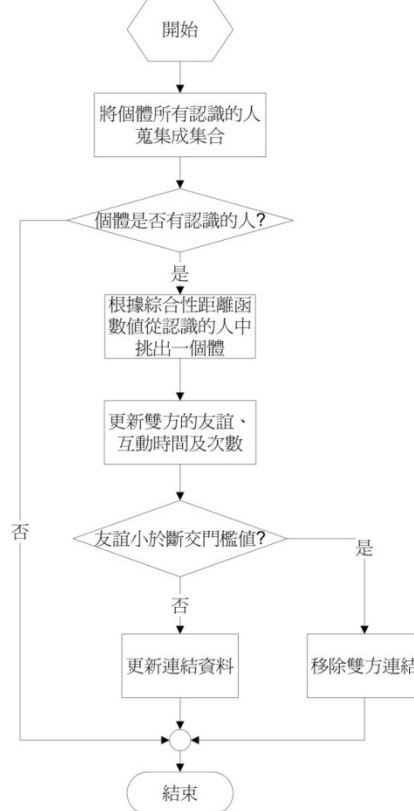 開始
將個體所有認識的人
蒐集成集合
個體是否有認識的人?
是
根據綜合性距離函
數值從認識的人中
挑出一個體
更新雙方的友誼、
互動時間及次數
友誼小於斷交門檻值?
否
是
否
更新連結資料
移除雙方連結
結束